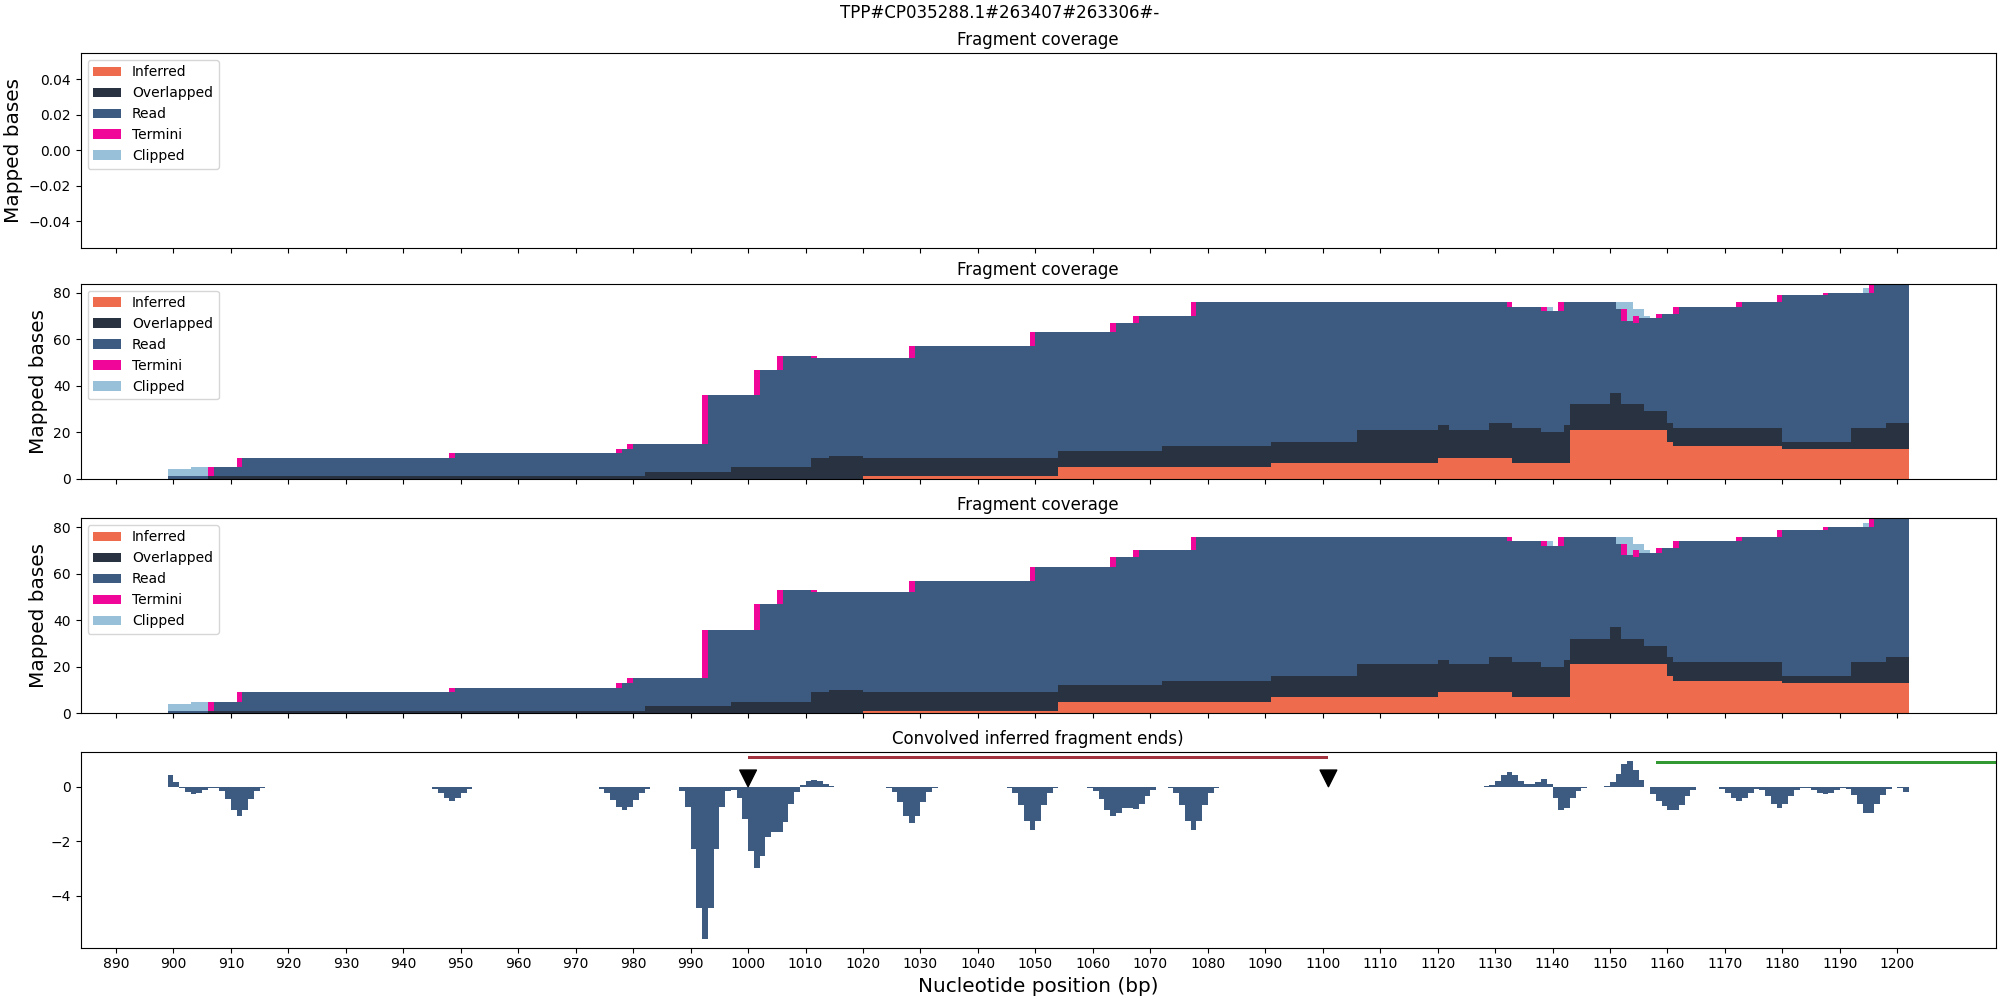 TPP#CP035288.1#263407#263306#-
Fragment coverage
Mapped bases
0.04
0.02
0.00
−0.02
−0.04
Inferred
Overlapped
Read
Termini
Clipped
Fragment coverage
Mapped bases
80
60
40
20
0
Inferred
Overlapped
Read
Termini
Clipped
Fragment coverage
Mapped bases
80
60
40
20
0
Inferred
Overlapped
Read
Termini
Clipped
Convolved inferred fragment ends)
0
−2
−4
890 900 910 920 930 940 950 960 970 980 990 1000 1010 1020 1030 1040 1050 1060 1070 1080 1090 1100 1110 1120 1130 1140 1150 1160 1170 1180 1190 1200
Nucleotide position (bp)